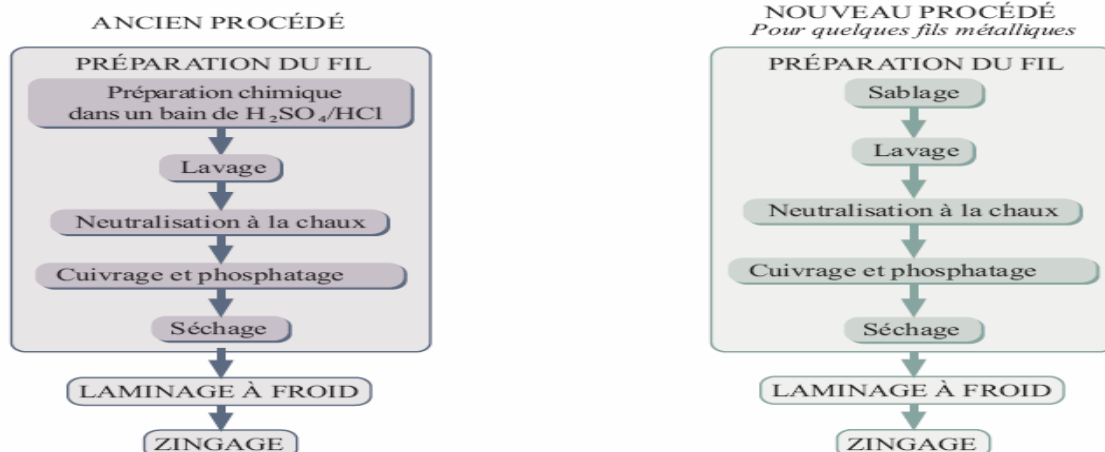 ANCIEN PROCÉDÉ
PRÉPARATION DU FIL
Préparation chimique
dans un bain de H₂SO₄/HCl
Lavage
Neutralisation à la chaux
Cuivrage et phosphatage
Séchage
LAMINAGE À FROID
ZINGAGE
NOUVEAU PROCÉDÉ
Pour quelques fils métalliques
PRÉPARATION DU FIL
Sablage
Lavage
Neutralisation à la chaux
Cuivrage et phosphatage
Séchage
LAMINAGE À FROID
ZINGAGE